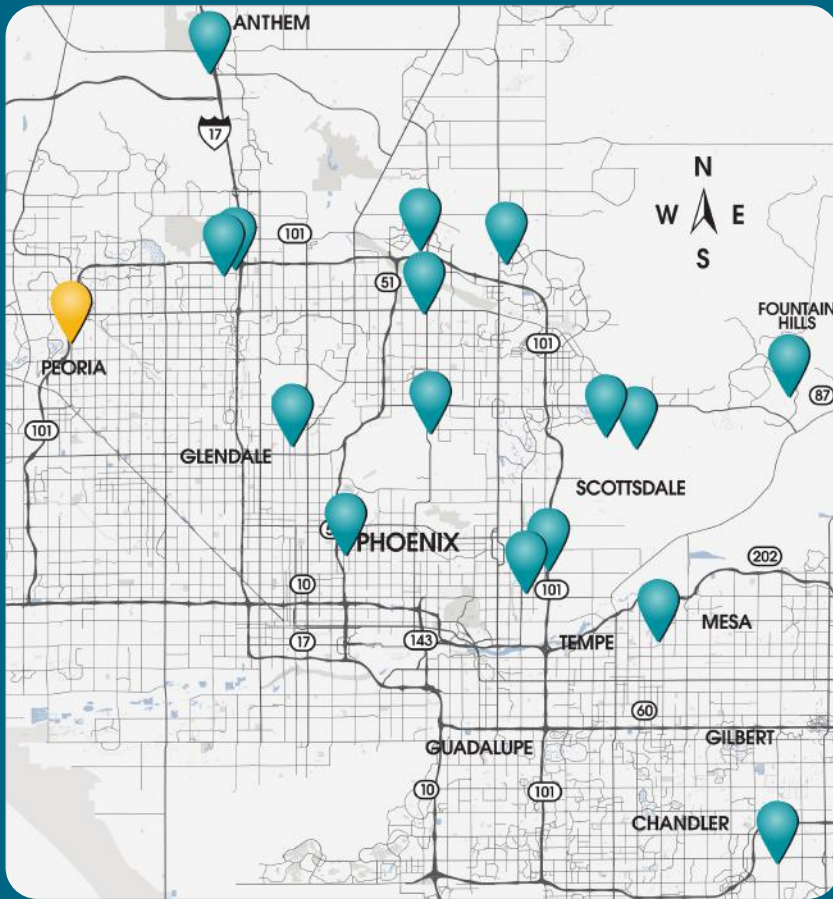 ANTHEM
17
N
W E
S
101
51
FOUNTAIN
HILLS
101
PEORIA
87
101
GLENDALE
SCOTTSDALE
5
PHOENIX
202
10
101
MESA
17
143
TEMPE
60
GUADALUPE
GILBERT
10
101
CHANDLER